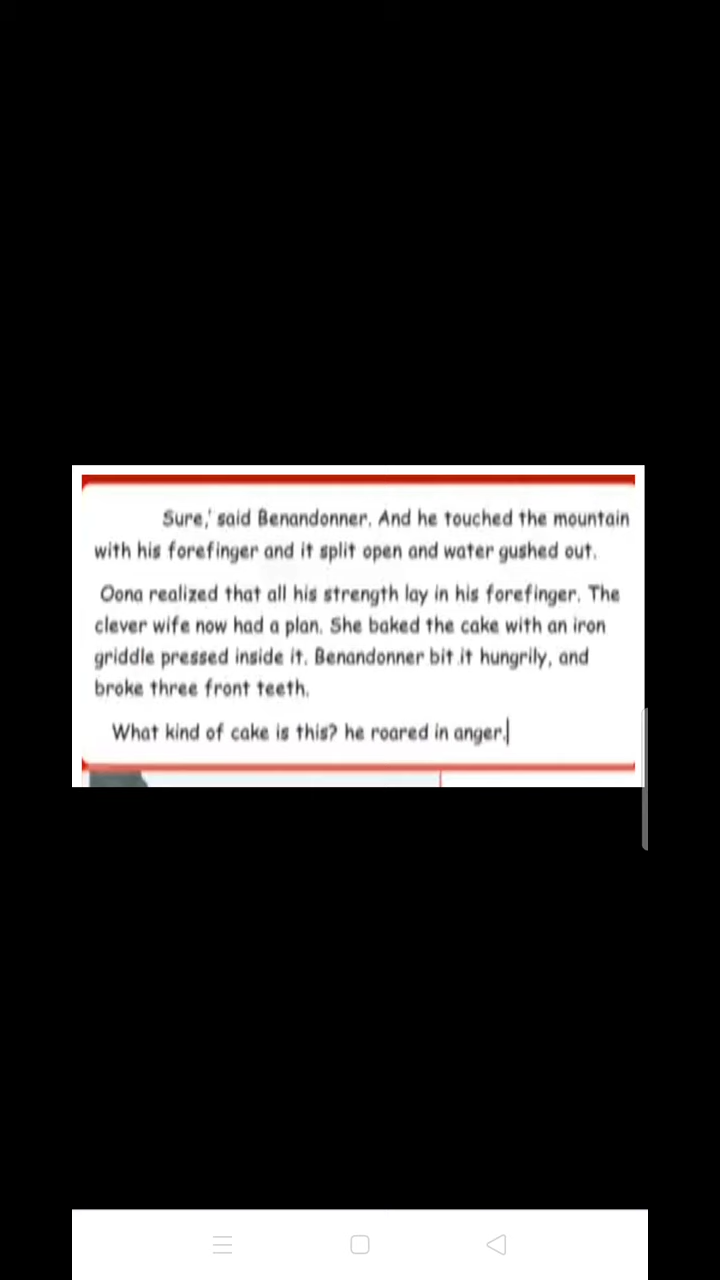 Sure,' said Benandonner. And he touched the mountain
with his forefinger and it split open and water gushed out.
Oona realized that all his strength lay in his forefinger. The
clever wife now had a plan. She baked the cake with an iron
griddle pressed inside it. Benandonner bit it hungrily, and
broke three front teeth.
What kind of cake is this? he roared in anger.